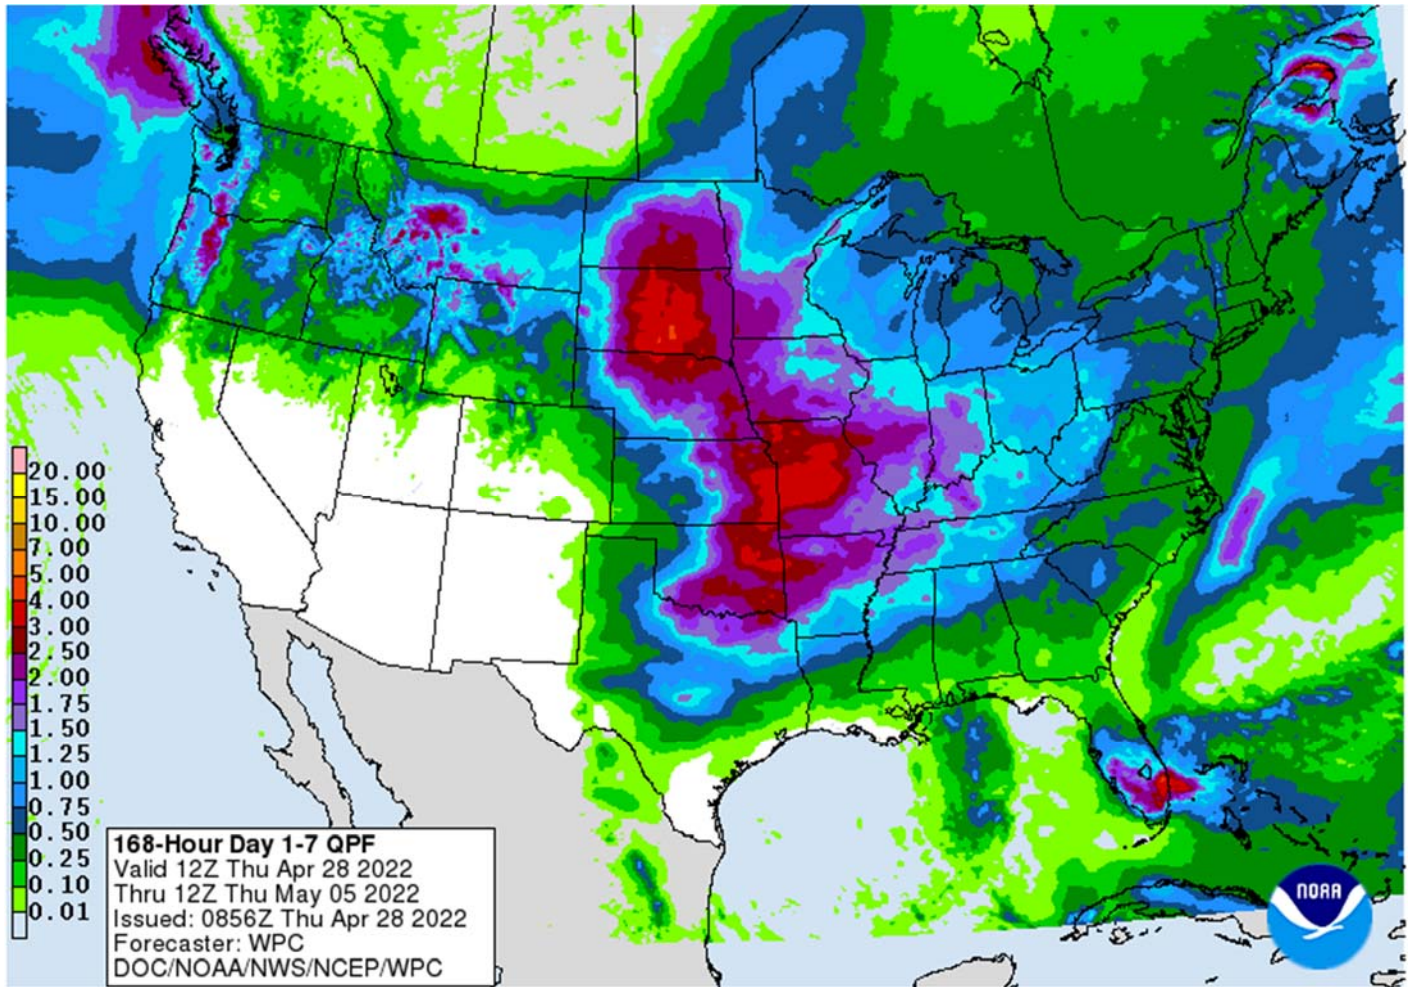 20.00
15.00
10.00
7.00
5.00
4.00
3.00
2.50
2.00
1.75
1.50
1.25
1.00
0.75
0.50
0.25
0.10
0.01
168-Hour Day 1-7 QPF
Valid 12Z Thu Apr 28 2022
Thru 12Z Thu May 05 2022
Issued: 0856Z Thu Apr 28 2022
Forecaster: WPC
DOC/NOAA/NWS/NCEP/WPC
NOAA